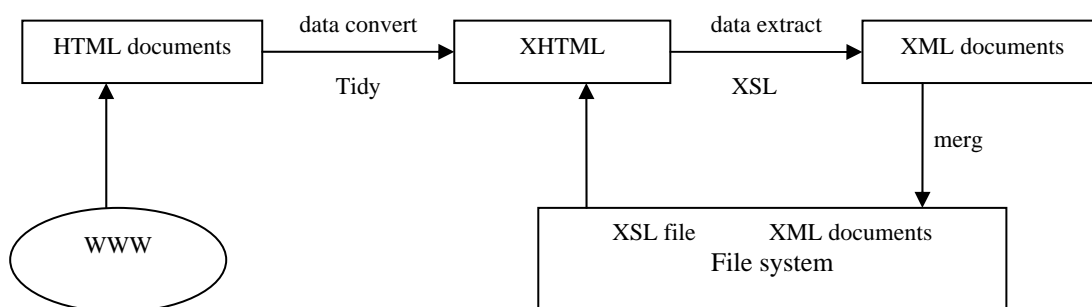 data convert
data extract
HTML documents
XHTML
XML documents
Tidy
XSL
merg
WWW
XSL file
XML documents
File system